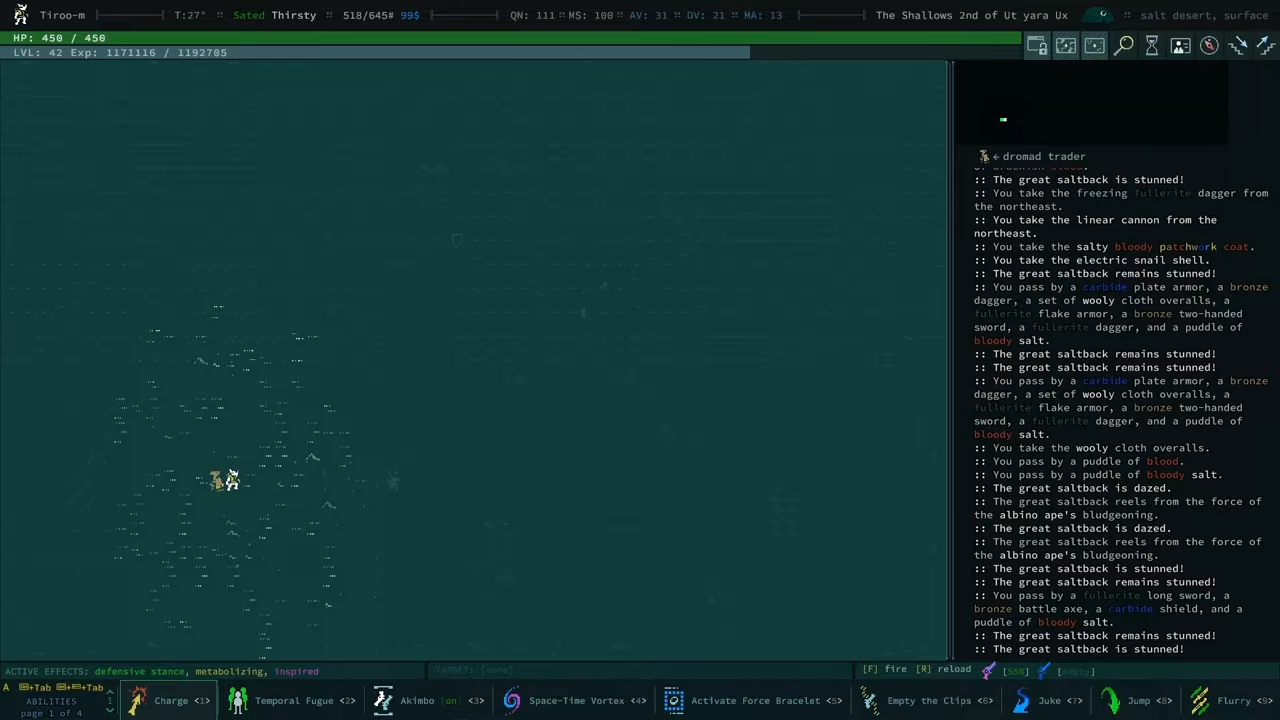 Tiroo-m T:27° Sated Thirsty :: 518/645# 99$ QN: 111 MS: 100 AV: 31 DV: 21 MA: 13 The Shallows 2nd of Ut yara Ux :: salt desert, surface
HP: 450 / 450
LVL: 42 Exp: 1171116 / 1192705
← dromad trader
:: The great saltback is stunned!
:: You take the freezing fullerite dagger from
the northeast.
:: You take the linear cannon from the
northeast.
:: You take the salty bloody patchwork coat.
:: You take the electric snail shell.
:: The great saltback remains stunned!
:: You pass by a carbide plate armor, a bronze
dagger, a set of wooly cloth overalls, a
fullerite flake armor, a bronze two-handed
sword, a fullerite dagger, and a puddle of
bloody salt.
:: The great saltback remains stunned!
:: The great saltback remains stunned!
:: You pass by a carbide plate armor, a bronze
dagger, a set of wooly cloth overalls, a
fullerite flake armor, a bronze two-handed
sword, a fullerite dagger, and a puddle of
bloody salt.
:: You take the wooly cloth overalls.
:: You pass by a puddle of blood.
:: You pass by a puddle of bloody salt.
:: The great saltback is dazed.
:: The great saltback reels from the force of
the albino ape's bludgeoning.
:: The great saltback is dazed.
:: The great saltback reels from the force of
the albino ape's bludgeoning.
:: The great saltback is stunned!
:: The great saltback remains stunned!
:: You pass by a fullerite long sword, a
bronze battle axe, a carbide shield, and a
puddle of bloody salt.
:: The great saltback remains stunned!
:: The great saltback is stunned!
ACTIVE EFFECTS: defensive stance, metabolizing, inspired TARGET: [none] [F] fire [R] reload [55%] [empty]
A +Tab +Tab
ABILITIES 1
page 1 of 4
Charge <1> Temporal Fugue <2> Akimbo [on] <3> Space-Time Vortex <4> Activate Force Bracelet <5> Empty the Clips <6> Juke <7> Jump <8> Flurry <9>